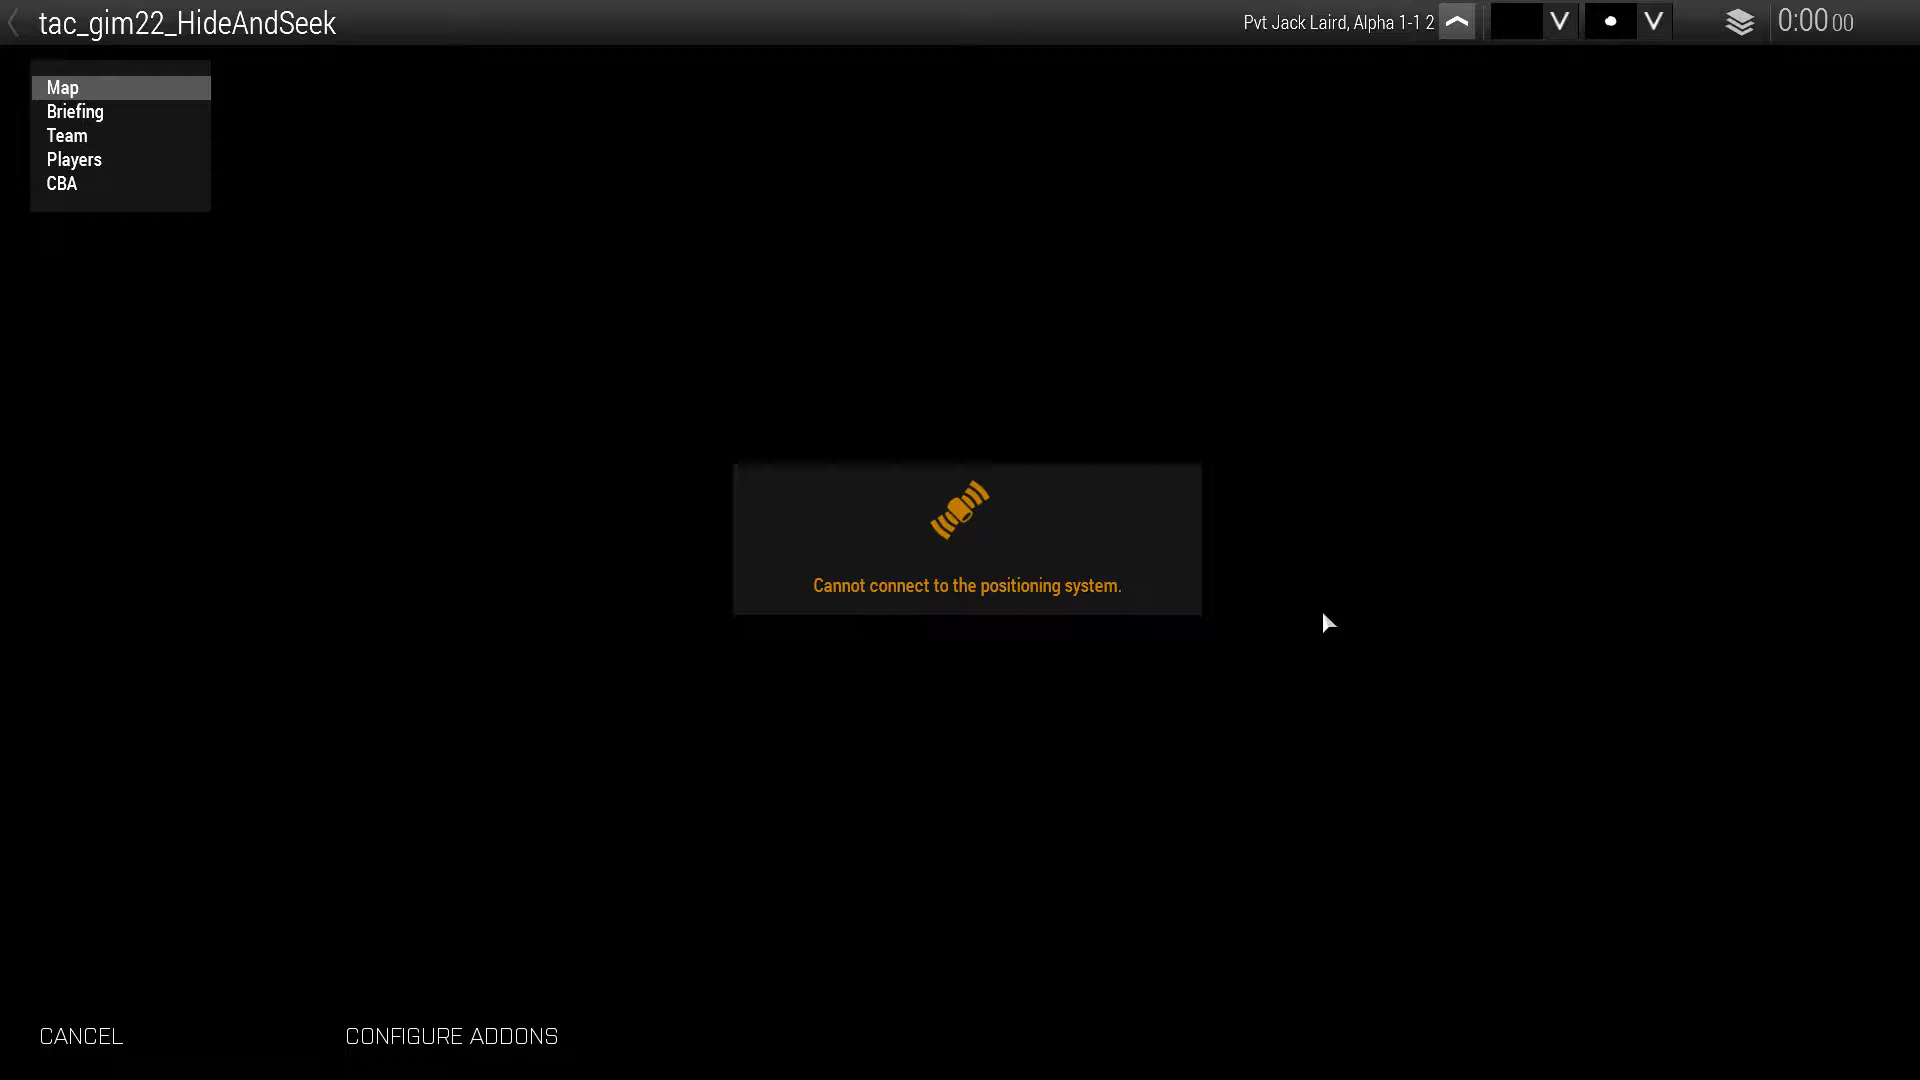 tac_gim22_HideAndSeek
Pvt Jack Laird, Alpha 1-1 2
0:00 00
Map
Briefing
Team
Players
CBA
Cannot connect to the positioning system.
CANCEL
CONFIGURE ADDONS